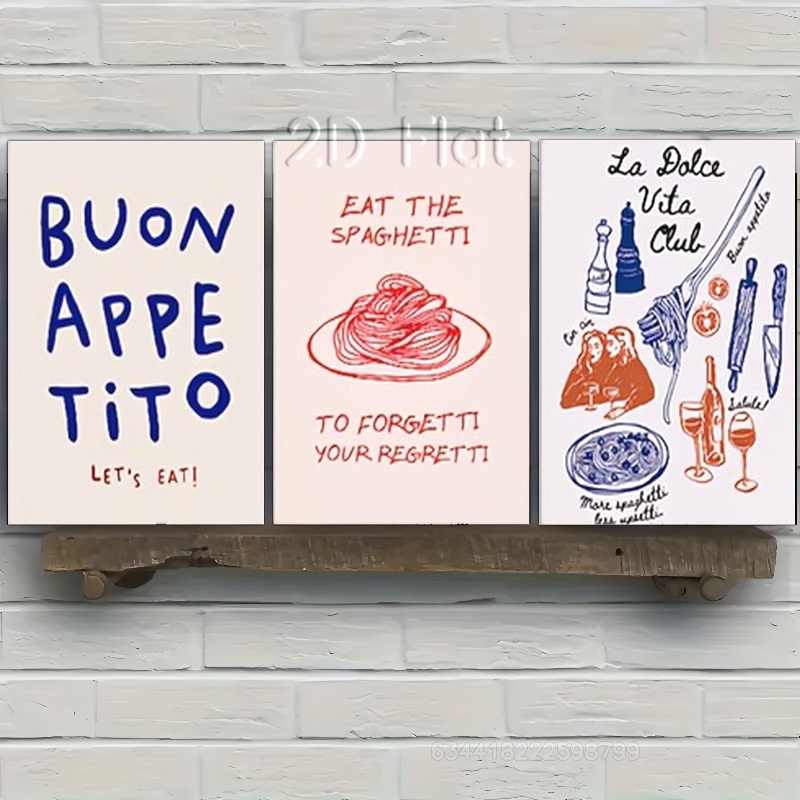 2D Flat
BUON
APPE
TiTO
LET'S EAT!
EAT THE
SPAGHETTI
TO FORGETTI
YOUR REGRETTI
La Dolce
Vita
Club
Buon appetito
Cin cin
Salute!
More spaghetti
less upsetti
634418222598799